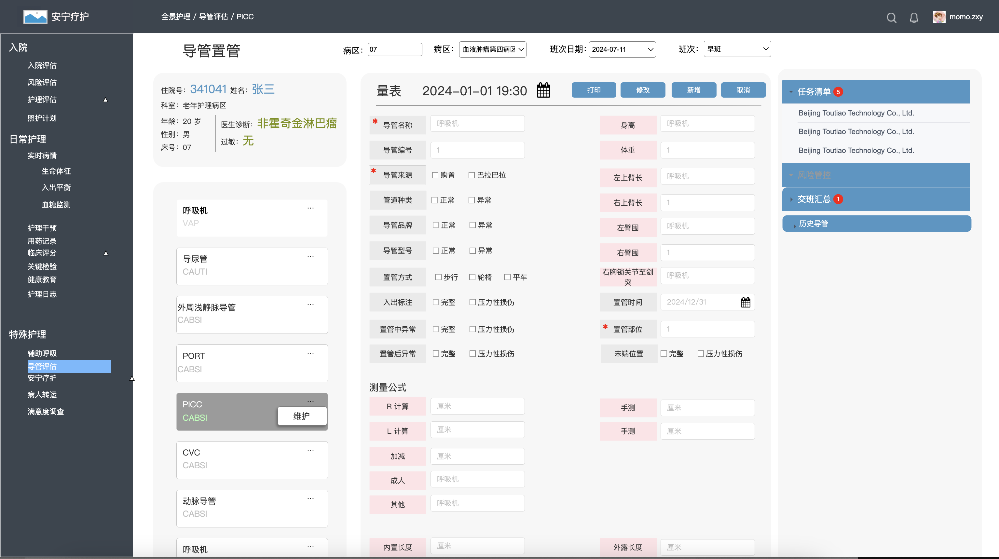 安宁疗护
全景护理 / 导管评估 / PICC
momo.zxy
入院
入院评估
风险评估
护理评估
照护计划
日常护理
实时病情
生命体征
入出平衡
血糖监测
护理干预
用药记录
临床评分
关键检验
健康教育
护理日志
特殊护理
辅助呼吸
导管评估
安宁疗护
病人转运
满意度调查
导管置管
病区： 07
病区： 血液肿瘤第四病区
班次日期： 2024-07-11
班次： 早班
住院号： 341041 姓名： 张三
科室： 老年护理病区
年龄： 20 岁
性别： 男
床号： 07
医生诊断： 非霍奇金淋巴瘤
过敏： 无
呼吸机 ...
VAP
导尿管 ...
CAUTI
外周浅静脉导管 ...
CABSI
PORT ...
CABSI
PICC ...
CABSI
维护
CVC ...
CABSI
动脉导管 ...
CABSI
呼吸机 ...
量表 2024-01-01 19:30
打印 修改 新增 取消
* 导管名称 呼吸机 身高 呼吸机
导管编号 1 体重 1
* 导管来源 购置 巴拉巴拉 左上臂长 呼吸机
管道种类 正常 异常 右上臂长 1
导管品牌 正常 异常 左臂围 呼吸机
导管型号 正常 异常 右臂围 1
置管方式 步行 轮椅 平车 右胸锁关节至剑
突 呼吸机
入出标注 完整 压力性损伤 置管时间 2024/12/31
置管中异常 完整 压力性损伤 * 置管部位 1
置管后异常 完整 压力性损伤 末端位置 完整 压力性损伤
测量公式
R 计算 厘米 手测 厘米
L 计算 厘米 手测 厘米
加减 厘米
成人 呼吸机
其他 呼吸机
内置长度 厘米 外露长度 厘米
任务清单 5
Beijing Toutiao Technology Co., Ltd.
Beijing Toutiao Technology Co., Ltd.
Beijing Toutiao Technology Co., Ltd.
风险管控
交班汇总 1
历史导管